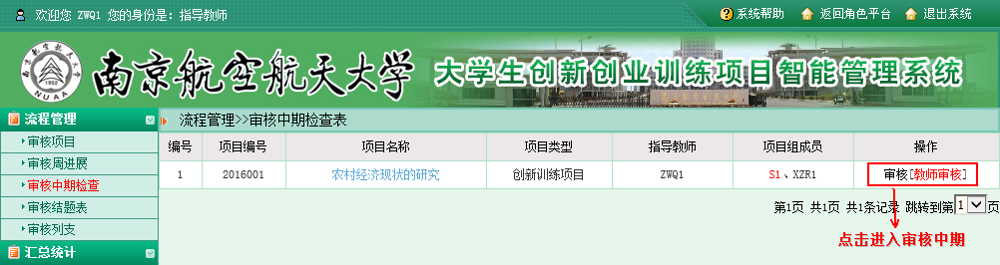 欢迎您 ZWQ1 您的身份是：指导教师 系统帮助 返回角色平台 退出系统
1952
NUAA
南京航空航天大学 大学生创新创业训练项目智能管理系统
流程管理
审核项目
审核周进展
审核中期检查
审核结题表
审核列支
汇总统计
流程管理>>审核中期检查表
编号 项目编号 项目名称 项目类型 指导教师 项目组成员 操作
1 2016001 农村经济现状的研究 创新训练项目 ZWQ1 S1、XZR1 审核[教师审核]
第1页 共1页 共1条记录 跳转到第1页
点击进入审核中期